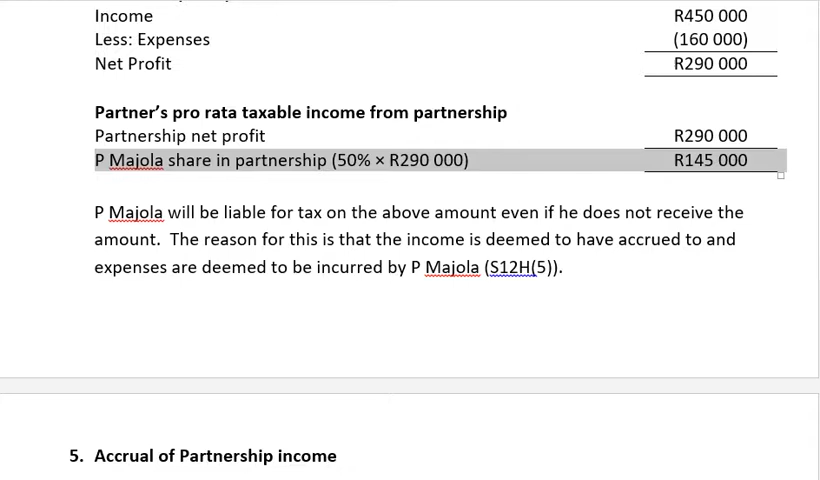 Income R450 000
Less: Expenses (160 000)
Net Profit R290 000
Partner's pro rata taxable income from partnership
Partnership net profit R290 000
P Majola share in partnership (50% × R290 000) R145 000
P Majola will be liable for tax on the above amount even if he does not receive the
amount. The reason for this is that the income is deemed to have accrued to and
expenses are deemed to be incurred by P Majola (S12H(5)).
5. Accrual of Partnership income